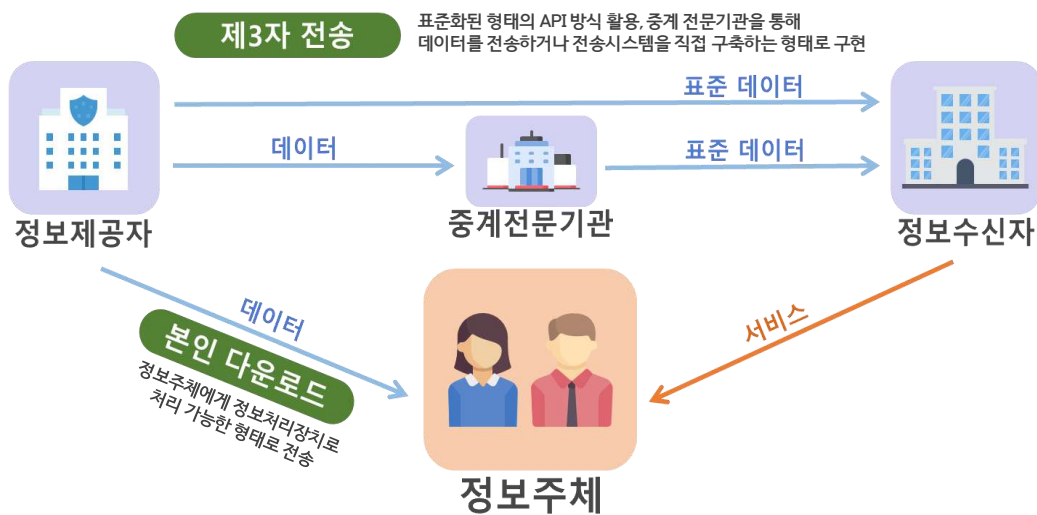 제3자 전송
표준화된 형태의 API 방식 활용, 중계 전문기관을 통해
데이터를 전송하거나 전송시스템을 직접 구축하는 형태로 구현
표준 데이터
데이터
표준 데이터
정보제공자
중계전문기관
정보수신자
데이터
서비스
본인 다운로드
정보주체에게 정보처리장치로
처리 가능한 형태로 전송
정보주체